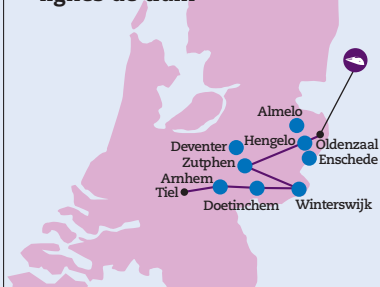 Almelo
Hengelo
Oldenzaal
Deventer
Enschede
Zutphen
Arnhem
Tiel
Doetinchem
Winterswijk